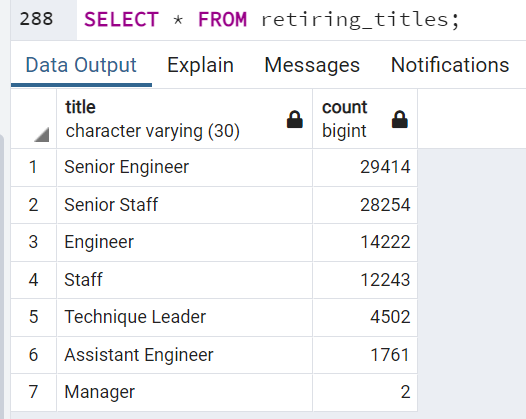 288 SELECT * FROM retiring_titles;
Data Output Explain Messages Notifications
title count
character varying (30) bigint
1 Senior Engineer 29414
2 Senior Staff 28254
3 Engineer 14222
4 Staff 12243
5 Technique Leader 4502
6 Assistant Engineer 1761
7 Manager 2